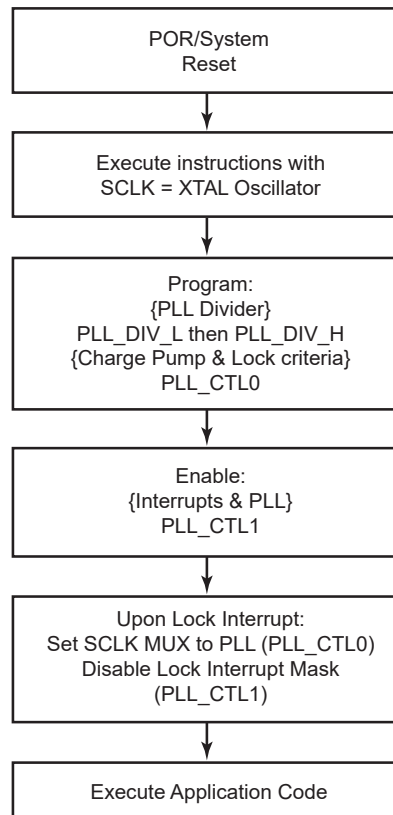 POR/System
Reset
Execute instructions with
SCLK = XTAL Oscillator
Program:
{PLL Divider}
PLL_DIV_L then PLL_DIV_H
{Charge Pump & Lock criteria}
PLL_CTL0
Enable:
{Interrupts & PLL}
PLL_CTL1
Upon Lock Interrupt:
Set SCLK MUX to PLL (PLL_CTL0)
Disable Lock Interrupt Mask
(PLL_CTL1)
Execute Application Code